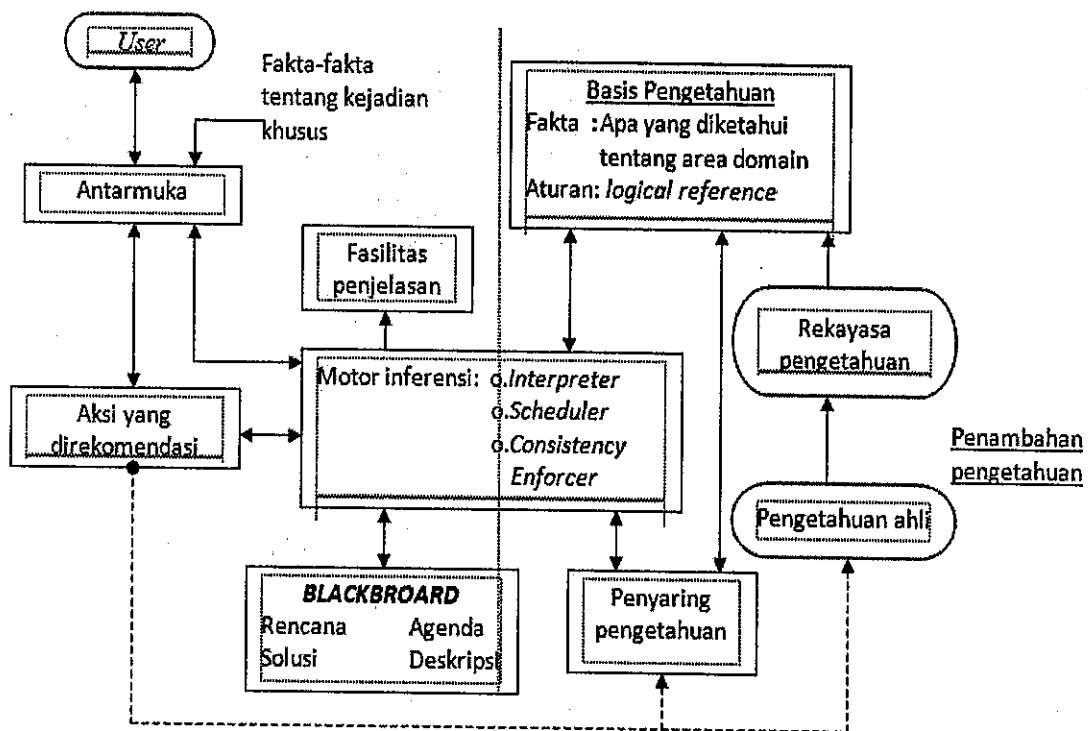 User
Fakta-fakta
tentang kejadian
khusus
Antarmuka
Basis Pengetahuan
Fakta : Apa yang diketahui
tentang area domain
Aturan: logical reference
Fasilitas
penjelasan
Rekayasa
pengetahuan
Motor inferensi: o.Interpreter
o.Scheduler
o.Consistency
Enforcer
Aksi yang
direkomendasi
Penambahan
pengetahuan
Pengetahuan ahli
BLACKBROARD
Rencana Agenda
Solusi Deskripsi
Penyaring
pengetahuan